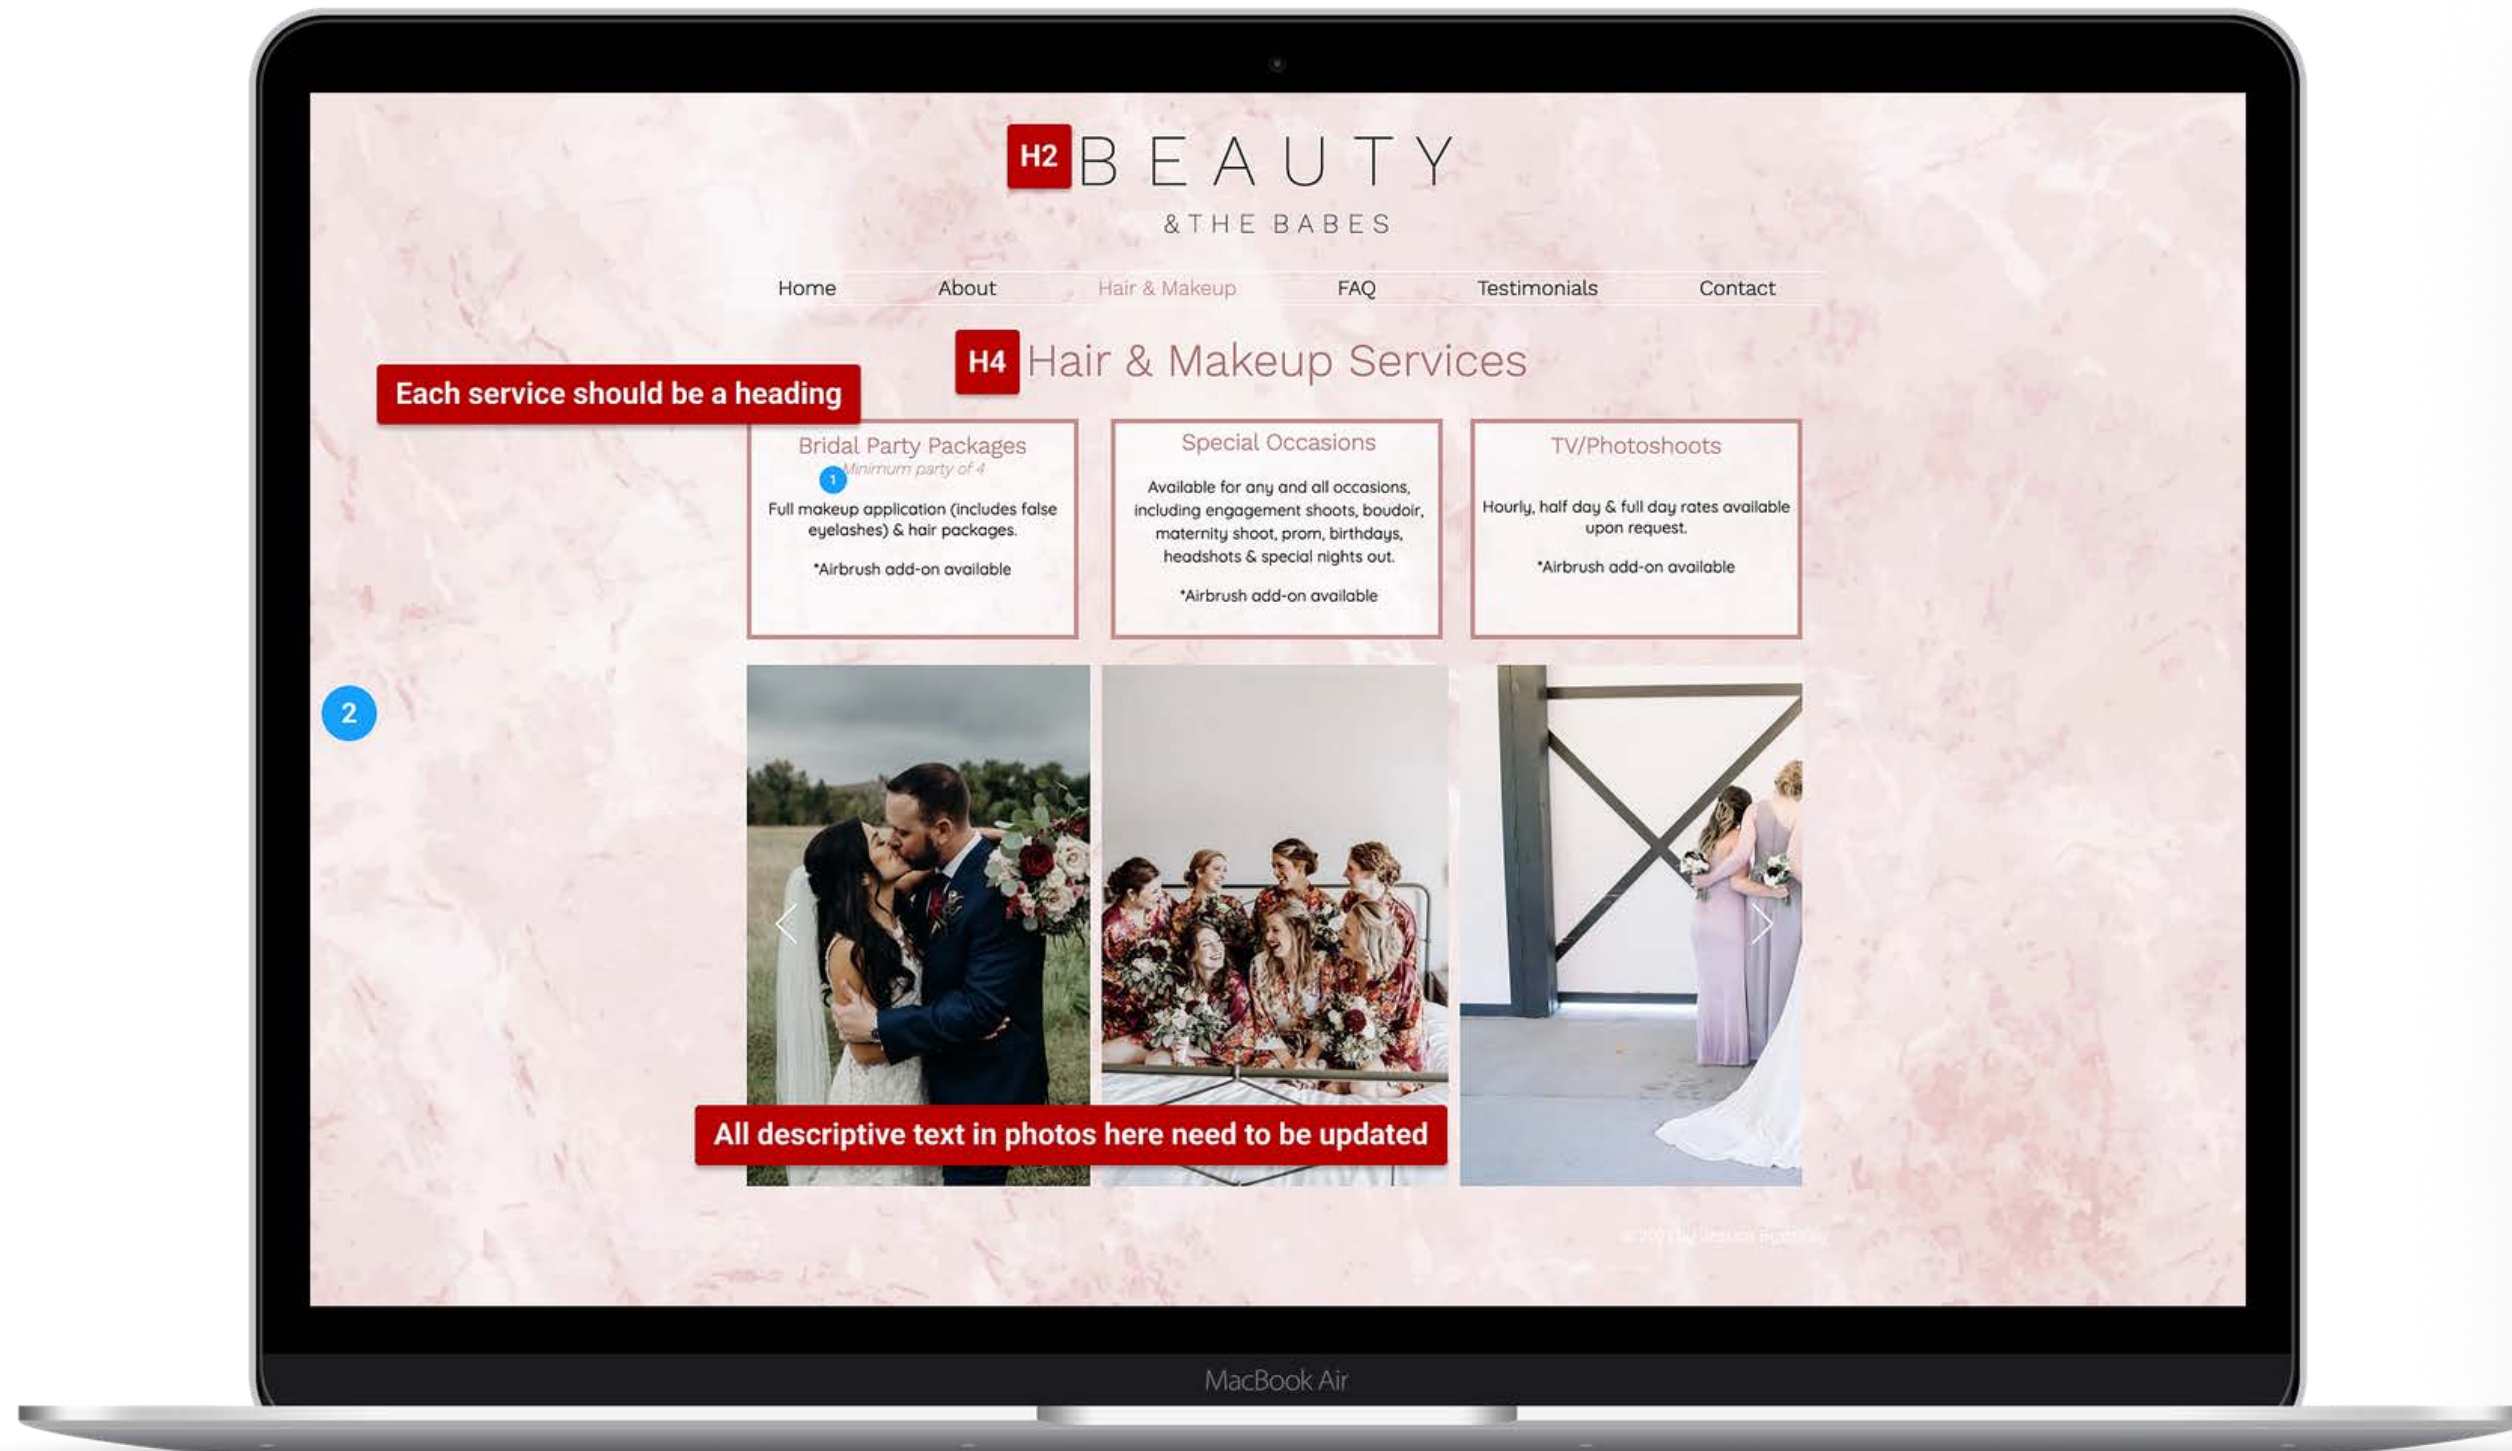 H2
BEAUTY
&THE BABES
Home About Hair & Makeup FAQ Testimonials Contact
H4
Hair & Makeup Services
Each service should be a heading
Bridal Party Packages
Minimum party of 4
1
Full makeup application (includes false
eyelashes) & hair packages.
*Airbrush add-on available
Special Occasions
Available for any and all occasions,
including engagement shoots, boudoir,
maternity shoot, prom, birthdays,
headshots & special nights out.
*Airbrush add-on available
TV/Photoshoots
Hourly, half day & full day rates available
upon request.
*Airbrush add-on available
2
All descriptive text in photos here need to be updated
MacBook Air